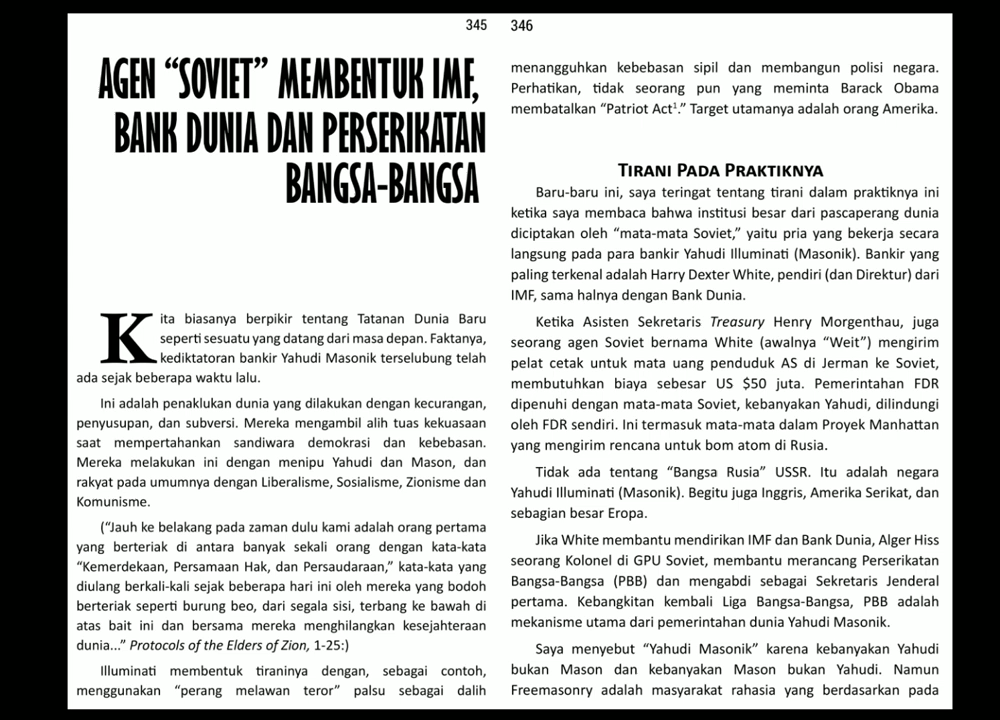 345
AGEN “SOVIET” MEMBENTUK IMF,
BANK DUNIA DAN PERSERIKATAN
BANGSA-BANGSA
Kita biasanya berpikir tentang Tatanan Dunia Baru
seperti sesuatu yang datang dari masa depan. Faktanya,
kediktatoran bankir Yahudi Masonik terselubung telah
ada sejak beberapa waktu lalu.
Ini adalah penaklukan dunia yang dilakukan dengan kecurangan,
penyusupan, dan subversi. Mereka mengambil alih tuas kekuasaan
saat mempertahankan sandiwara demokrasi dan kebebasan.
Mereka melakukan ini dengan menipu Yahudi dan Mason, dan
rakyat pada umumnya dengan Liberalisme, Sosialisme, Zionisme dan
Komunisme.
(“Jauh ke belakang pada zaman dulu kami adalah orang pertama
yang berteriak di antara banyak sekali orang dengan kata-kata
“Kemerdekaan, Persamaan Hak, dan Persaudaraan,” kata-kata yang
diulang berkali-kali sejak beberapa hari ini oleh mereka yang bodoh
berteriak seperti burung beo, dari segala sisi, terbang ke bawah di
atas bait ini dan bersama mereka menghilangkan kesejahteraan
dunia...” Protocols of the Elders of Zion, 1-25:)
Illuminati membentuk tiraninya dengan, sebagai contoh,
menggunakan “perang melawan teror” palsu sebagai dalih
346
menangguhkan kebebasan sipil dan membangun polisi negara.
Perhatikan, tidak seorang pun yang meminta Barack Obama
membatalkan “Patriot Act¹.” Target utamanya adalah orang Amerika.
TIRANI PADA PRAKTIKNYA
Baru-baru ini, saya teringat tentang tirani dalam praktiknya ini
ketika saya membaca bahwa institusi besar dari pascaperang dunia
diciptakan oleh “mata-mata Soviet,” yaitu pria yang bekerja secara
langsung pada para bankir Yahudi Illuminati (Masonik). Bankir yang
paling terkenal adalah Harry Dexter White, pendiri (dan Direktur) dari
IMF, sama halnya dengan Bank Dunia.
Ketika Asisten Sekretaris Treasury Henry Morgenthau, juga
seorang agen Soviet bernama White (awalnya “Weit”) mengirim
pelat cetak untuk mata uang penduduk AS di Jerman ke Soviet,
membutuhkan biaya sebesar US $50 juta. Pemerintahan FDR
dipenuhi dengan mata-mata Soviet, kebanyakan Yahudi, dilindungi
oleh FDR sendiri. Ini termasuk mata-mata dalam Proyek Manhattan
yang mengirim rencana untuk bom atom di Rusia.
Tidak ada tentang “Bangsa Rusia” USSR. Itu adalah negara
Yahudi Illuminati (Masonik). Begitu juga Inggris, Amerika Serikat, dan
sebagian besar Eropa.
Jika White membantu mendirikan IMF dan Bank Dunia, Alger Hiss
seorang Kolonel di GPU Soviet, membantu merancang Perserikatan
Bangsa-Bangsa (PBB) dan mengabdi sebagai Sekretaris Jenderal
pertama. Kebangkitan kembali Liga Bangsa-Bangsa, PBB adalah
mekanisme utama dari pemerintahan dunia Yahudi Masonik.
Saya menyebut “Yahudi Masonik” karena kebanyakan Yahudi
bukan Mason dan kebanyakan Mason bukan Yahudi. Namun
Freemasonry adalah masyarakat rahasia yang berdasarkan pada